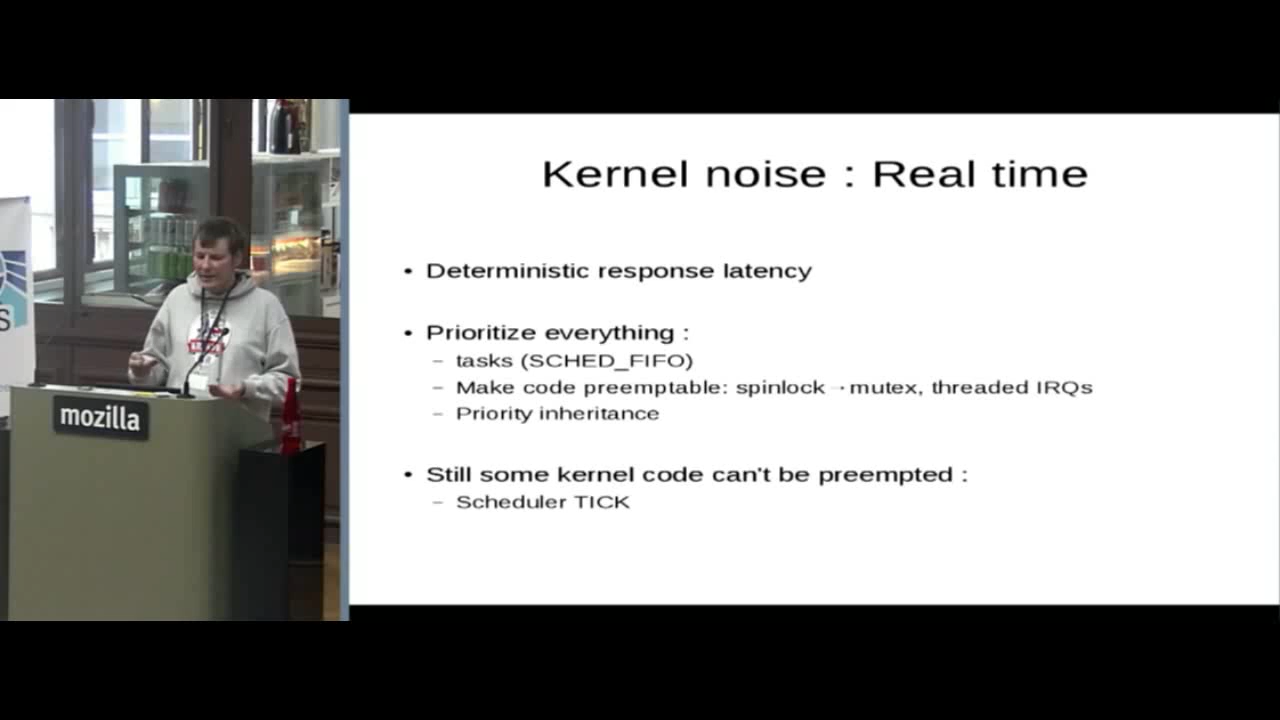 Kernel noise : Real time
• Deterministic response latency
• Prioritize everything :
– tasks (SCHED_FIFO)
– Make code preemptable: spinlock → mutex, threaded IRQs
– Priority inheritance
• Still some kernel code can't be preempted :
– Scheduler TICK
mozilla
S